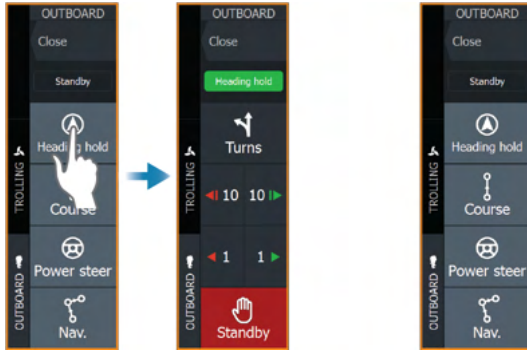 OUTBOARD
Close
Standby
Heading hold
Course
Power steer
Nav.
TROLLING
OUTBOARD
OUTBOARD
Close
Heading hold
Turns
10 10
1 1
Standby
TROLLING
OUTBOARD
OUTBOARD
Close
Standby
Heading hold
Course
Power steer
Nav.
TROLLING
OUTBOARD